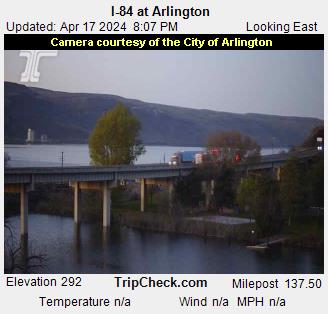 I-84 at Arlington
Updated: Apr 17 2024 8:07 PM Looking East
Camera courtesy of the City of Arlington
Elevation 292 TripCheck.com Milepost 137.50
Temperature n/a Wind n/a MPH n/a